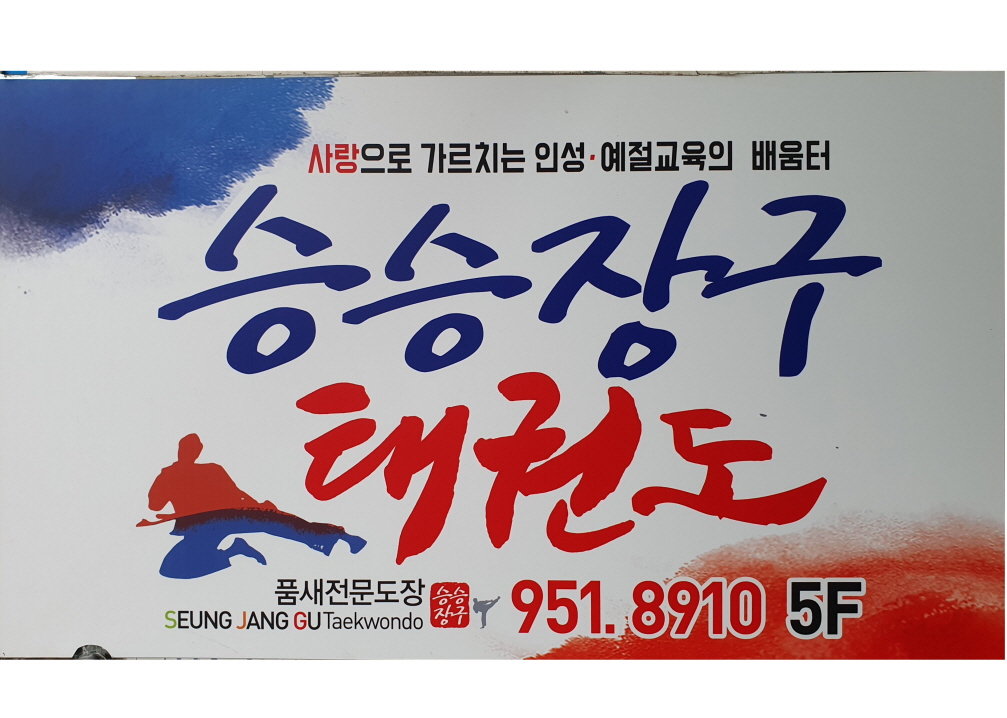 사랑으로 가르치는 인성·예절교육의 배움터
승승장구
태권도
품새전문도장
SEUNG JANG GU Taekwondo
승승
장구
951. 8910 5F